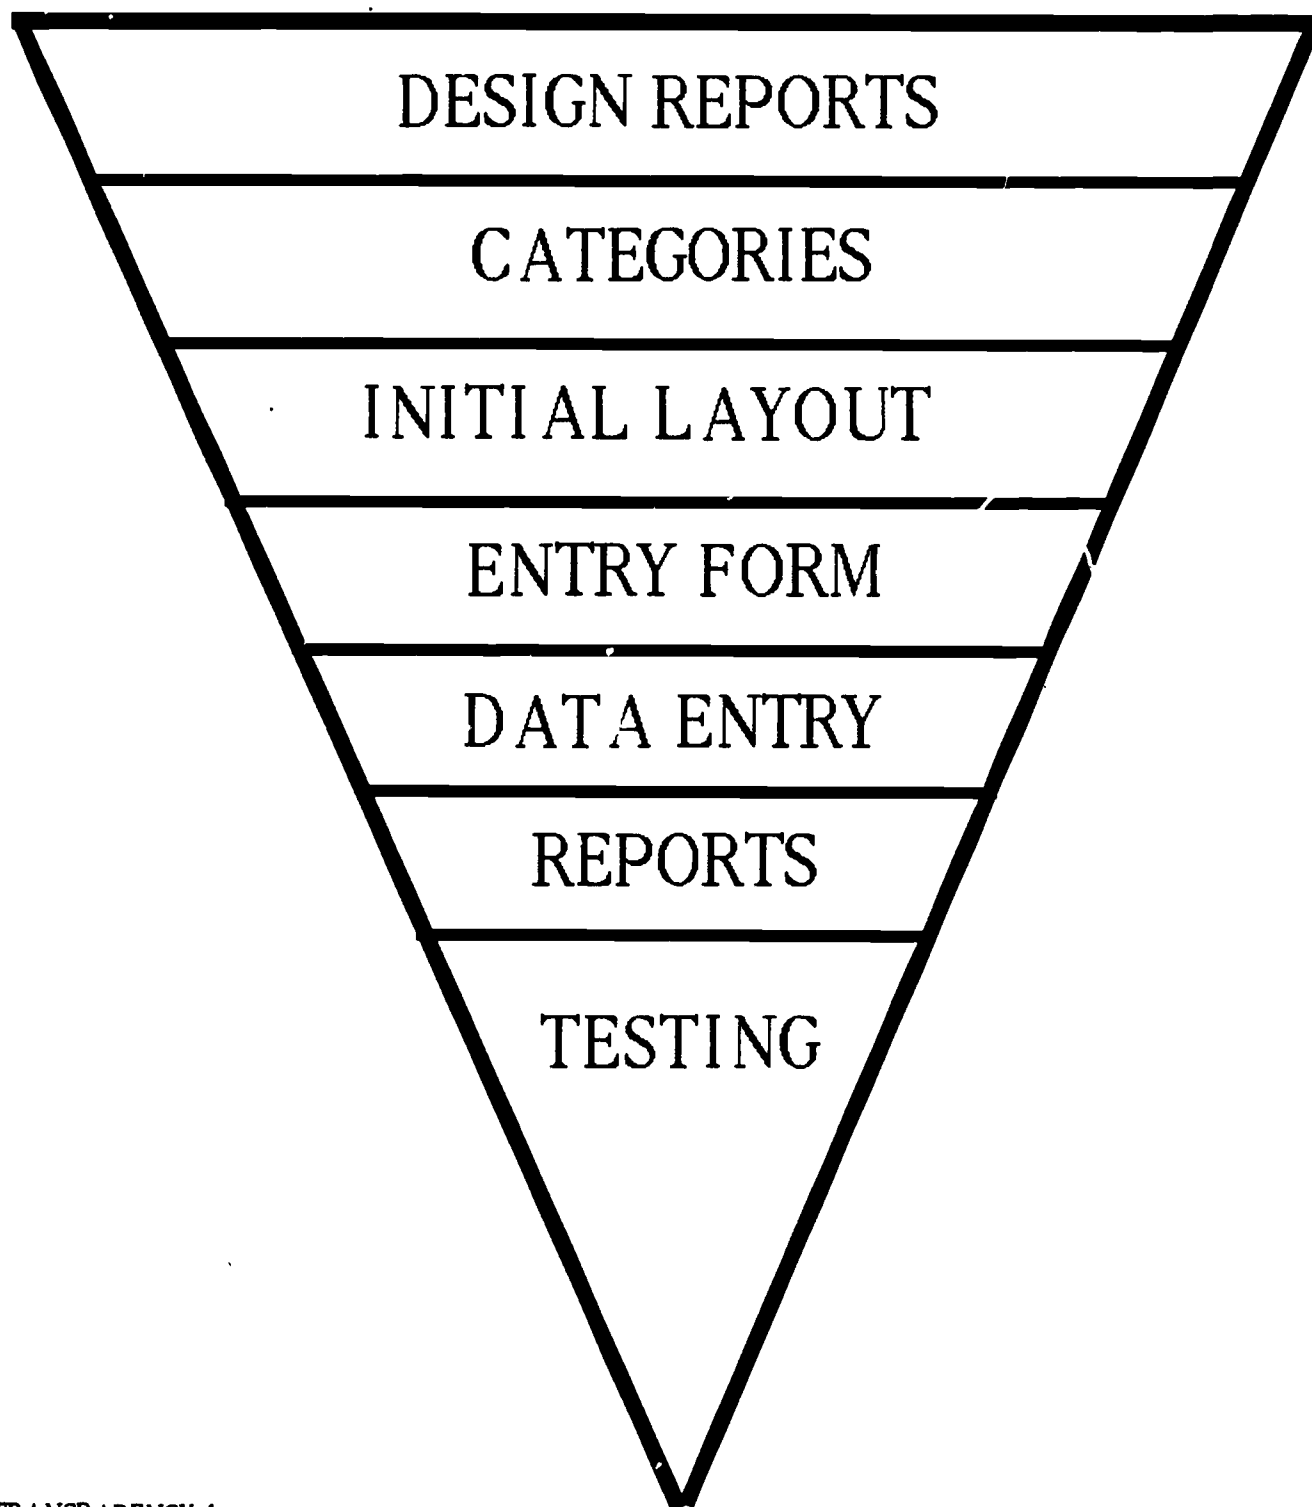 DESIGN REPORTS
CATEGORIES
INITIAL LAYOUT
ENTRY FORM
DATA ENTRY
REPORTS
TESTING